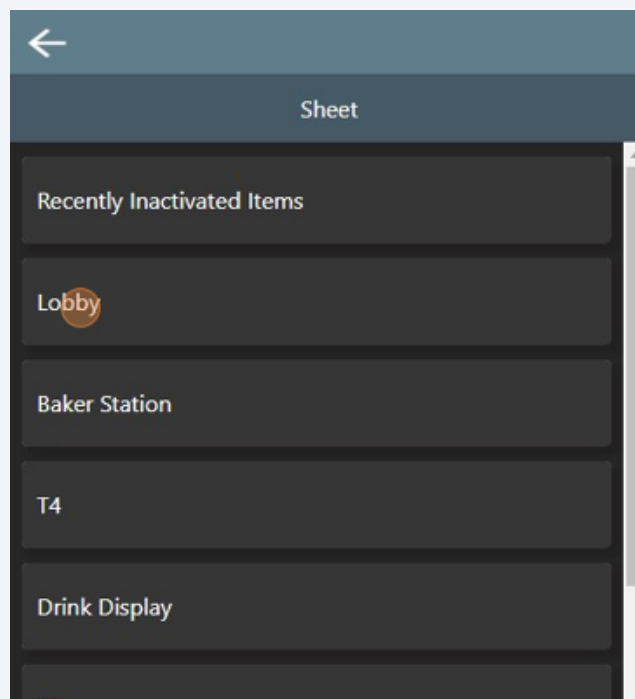 Sheet
Recently Inactivated Items
Lobby
Baker Station
T4
Drink Display